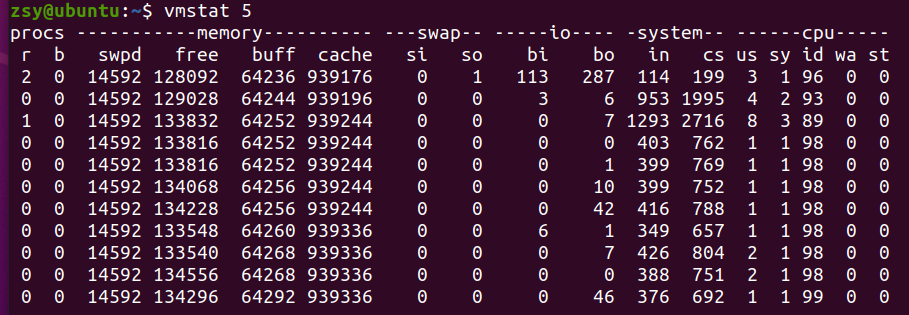 zsy@ubuntu:~$ vmstat 5
procs -----------memory---------- ---swap-- -----io---- -system-- ------cpu-----
 r  b   swpd   free   buff  cache   si   so    bi    bo   in   cs us sy id wa st
 2  0  14592 128092  64236 939176    0    1   113   287  114  199  3  1 96  0  0
 0  0  14592 129028  64244 939196    0    0     3     6  953 1995  4  2 93  0  0
 1  0  14592 133832  64252 939244    0    0     0     7 1293 2716  8  3 89  0  0
 0  0  14592 133816  64252 939244    0    0     0     0  403  762  1  1 98  0  0
 0  0  14592 133816  64252 939244    0    0     0     1  399  769  1  1 98  0  0
 0  0  14592 134068  64256 939244    0    0     0    10  399  752  1  1 98  0  0
 0  0  14592 134228  64256 939244    0    0     0    42  416  788  1  1 98  0  0
 0  0  14592 133548  64260 939336    0    0     6     1  349  657  1  1 98  0  0
 0  0  14592 133540  64268 939336    0    0     0     7  426  804  2  1 98  0  0
 0  0  14592 134556  64268 939336    0    0     0     0  388  751  2  1 98  0  0
 0  0  14592 134296  64292 939336    0    0     0    46  376  692  1  1 99  0  0